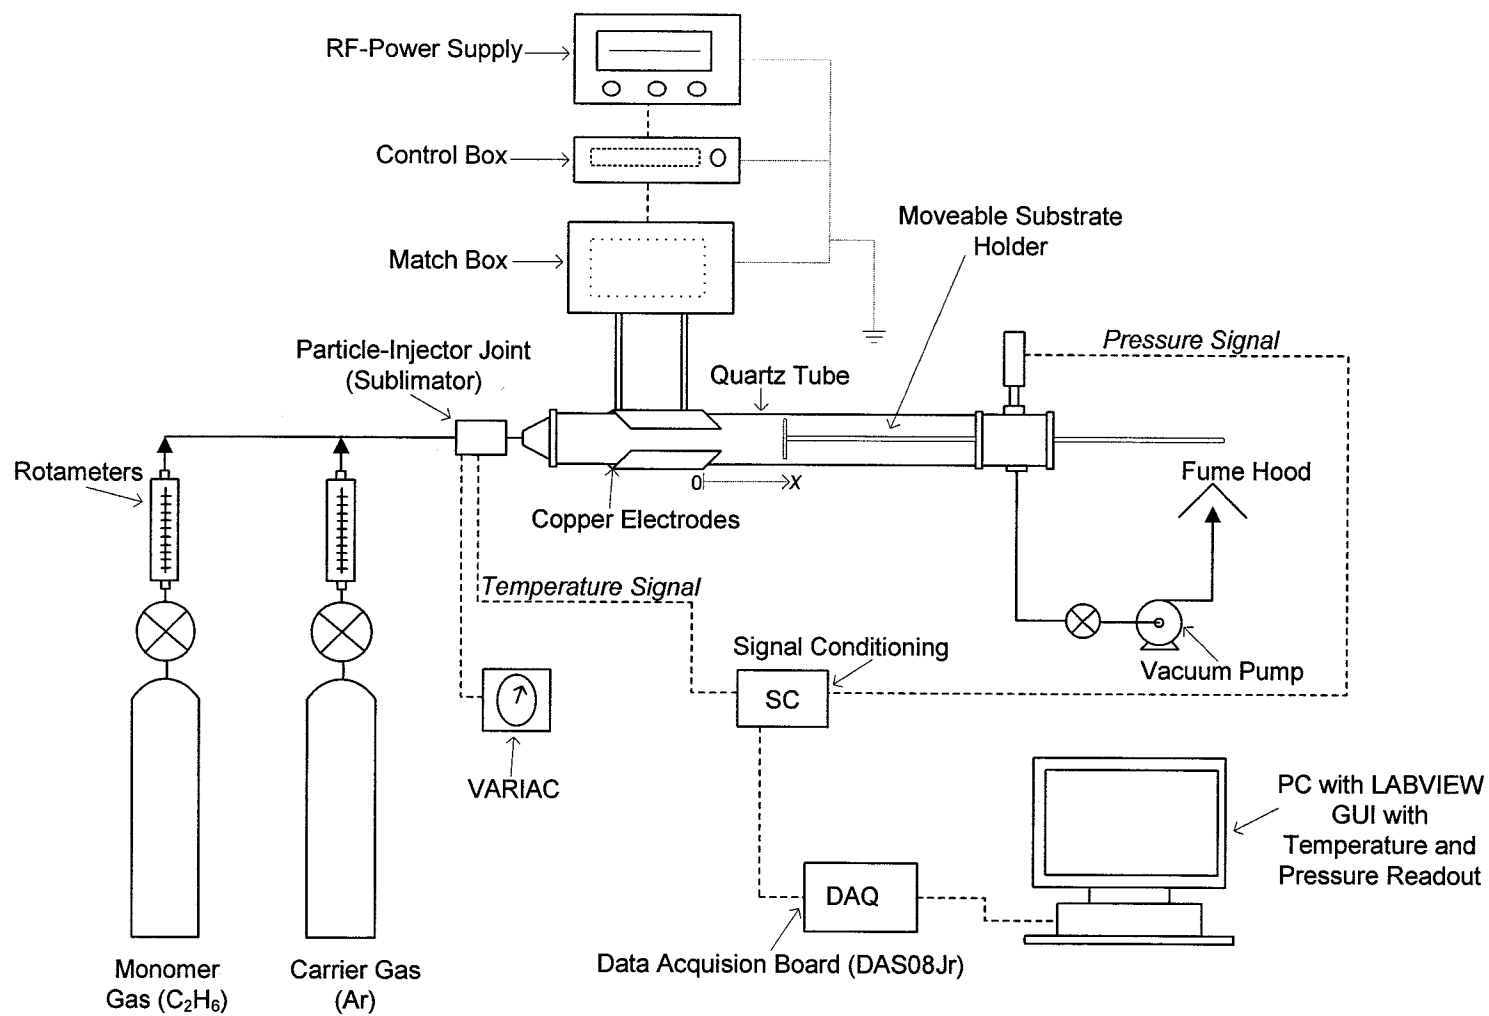 RF-Power Supply
Control Box
Match Box
Moveable Substrate
Holder
Particle-Injector Joint
(Sublimator)
Quartz Tube
Pressure Signal
Rotameters
0
x
Copper Electrodes
Fume Hood
Temperature Signal
Signal Conditioning
SC
Vacuum Pump
VARIAC
PC with LABVIEW
GUI with
Temperature and
Pressure Readout
DAQ
Data Acquision Board (DAS08Jr)
Monomer
Gas (C₂H₆)
Carrier Gas
(Ar)